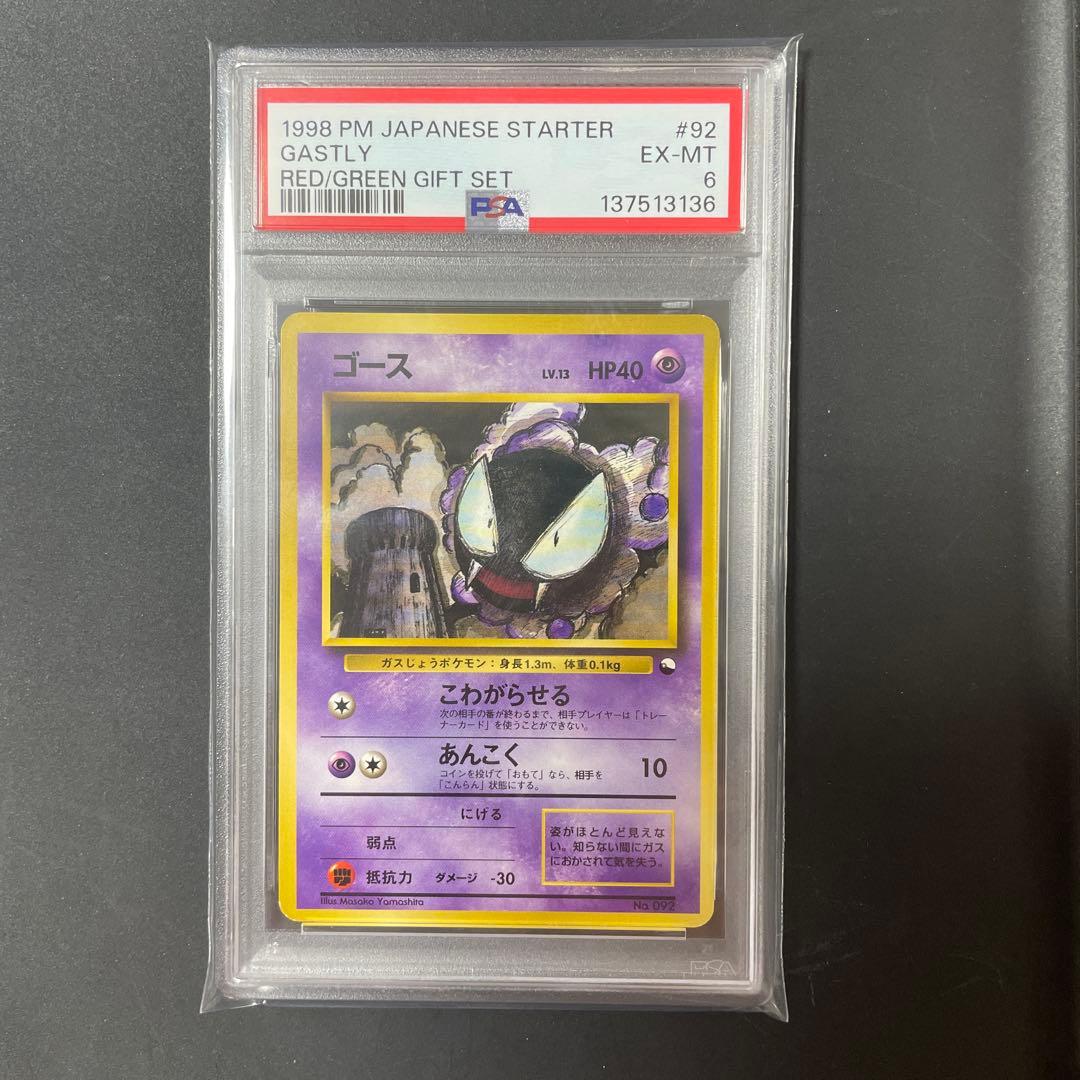 1998 PM JAPANESE STARTER #92
GASTLY EX-MT
RED/GREEN GIFT SET 6
PSA 137513136
ゴース LV.13 HP40
ガスじょうポケモン：身長1.3m、体重0.1kg
こわがらせる
次の相手の番が終わるまで、相手プレイヤーは「トレー
ナーカード」を使うことができない。
あんこく 10
コインを投げて「おもて」なら、相手を
「こんらん」状態にする。
にげる
弱点
抵抗力 ダメージ -30
姿がほとんど見えな
い。知らない間にガス
におかされて気を失う。
Illus.Masako Yamashita No. 092
PSA